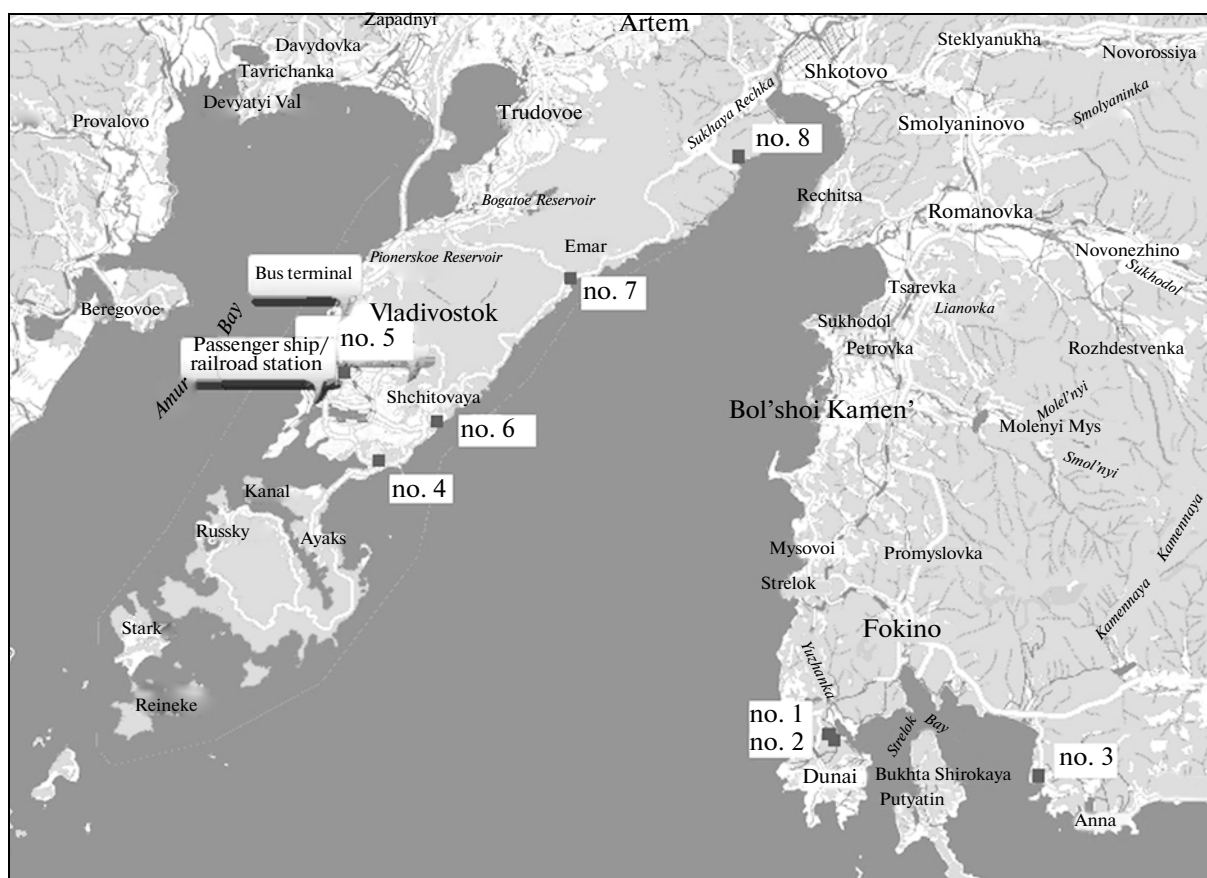 Zapadnyi
Artem
Davydovka
Steklyanukha
Novorossiya
Tavrichanka
Shkotovo
Devyatyi Val
Smolyaninka
Provalovo
Trudovoe
Sukhaya Rechka
Smolyaninovo
no. 8
Rechitsa
Bogatoe Reservoir
Romanovka
Emar
Novonezhino
Pionerskoe Reservoir
Bus terminal
Sukhodol
no. 7
Tsarevka
Beregovoe
Bay
Vladivostok
Lianovka
Sukhodol
no. 5
Passenger ship/
railroad station
Petrovka
Rozhdestvenka
Amur
Shchitovaya
Bol'shoi Kamen'
Molel'nyi
Molenyi Mys
no. 6
Smol'nyi
no. 4
Kanal
Russky
Ayaks
Kamennaya
Mysovoi
Promyslovka
Strelok
Kamennaya
Stark
Fokino
Yuzhanka
Reineke
no. 1
no. 2
Strelok
Bay
no. 3
Dunai
Bukhta Shirokaya
Putyatin
Anna